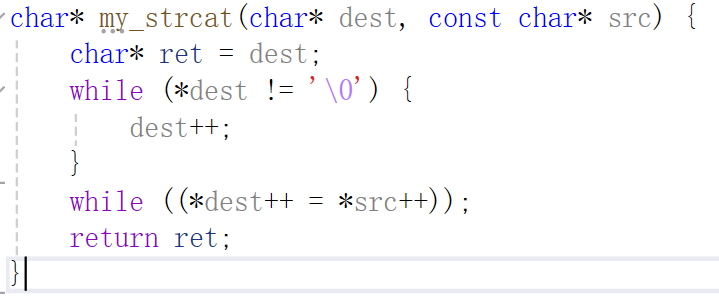 char* my_strcat(char* dest, const char* src) {
    char* ret = dest;
    while (*dest != '\0') {
        dest++;
    }
    while ((*dest++ = *src++));
    return ret;
}